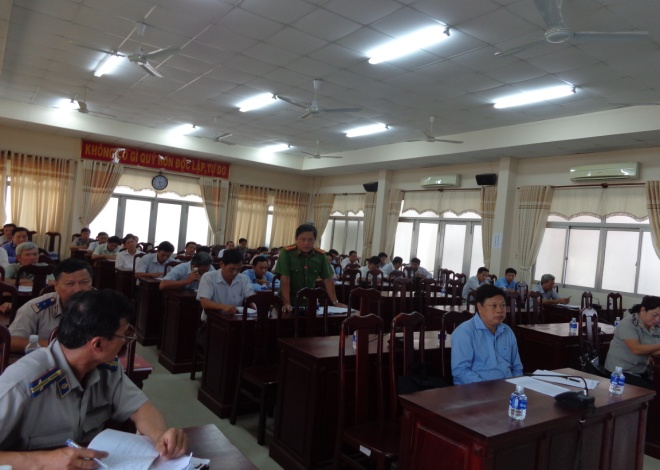 KHÔNG CÓ GÌ QUÝ HƠN ĐỘC LẬP, TỰ DO